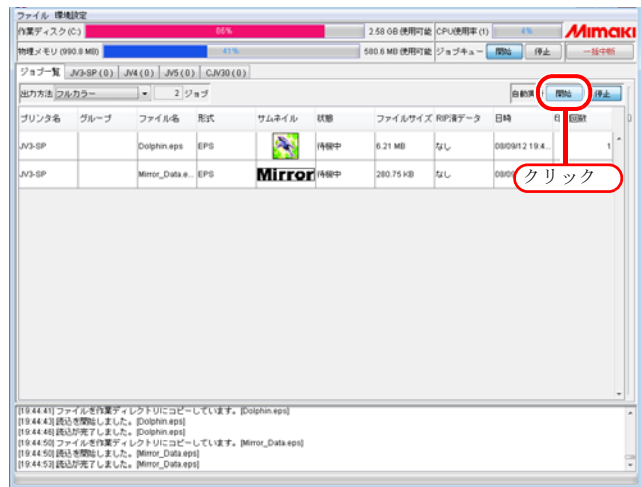 ファイル 環境設定
作業ディスク(C:) 86% 2.58 GB 使用可能 CPU使用率 (1) 4% Mimaki
物理メモリ (990.8 MB) 41% 580.6 MB 使用可能 ジョブキュー 開始 停止 一括中断
ジョブ一覧 JV3-SP ( 0 ) JV4 ( 0 ) JV5 ( 0 ) CJV30 ( 0 )
出力方法 フルカラー 2 ジョブ 開始 停止
プリンタ名 グループ ファイル名 形式 サムネイル 状態 ファイルサイズ RIP済データ 日時
JV3-SP Dolphin.eps EPS 待機中 6.21 MB なし 08/09/12 19:4... 1
JV3-SP Mirror_Data.e... EPS Mirror 待機中 280.75 KB なし
クリック
[19:44:41] ファイルを作業ディレクトリにコピーしています。 [Dolphin.eps]
[19:44:43] 読込を開始しました。 [Dolphin.eps]
[19:44:46] 読込が完了しました。 [Dolphin.eps]
[19:44:50] ファイルを作業ディレクトリにコピーしています。 [Mirror_Data.eps]
[19:44:50] 読込を開始しました。 [Mirror_Data.eps]
[19:44:53] 読込が完了しました。 [Mirror_Data.eps]